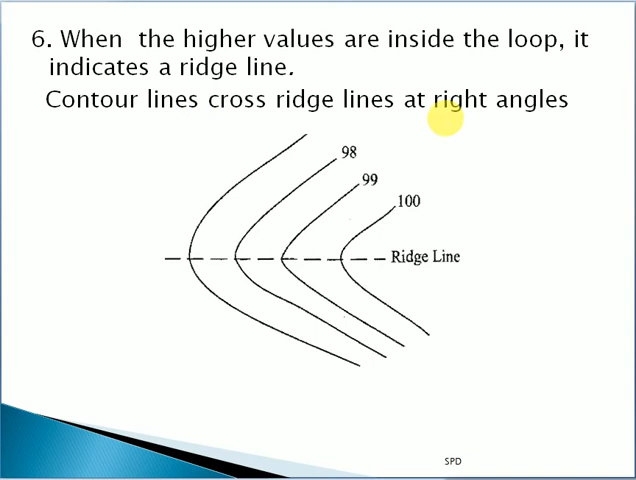 6. When the higher values are inside the loop, it
indicates a ridge line.
Contour lines cross ridge lines at right angles
98
99
100
Ridge Line
SPD